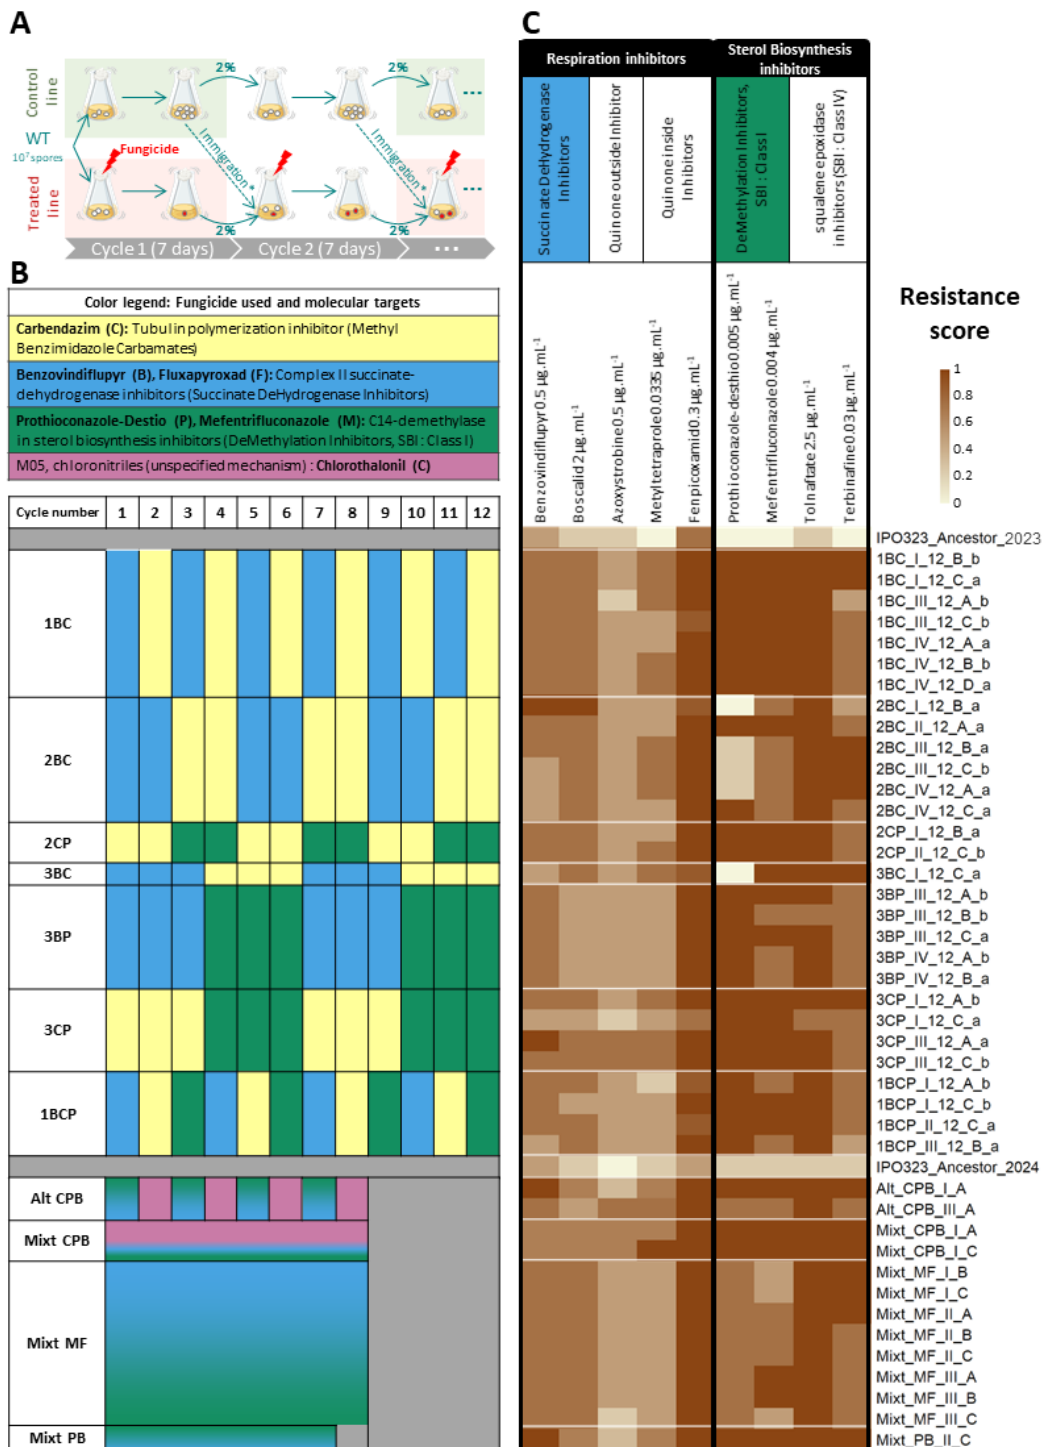 A
Control line
Treated line
WT
10⁷ spores
Fungicide
2%
2%
Immigration *
Immigration *
2%
2%
...
...
Cycle 1 (7 days)
Cycle 2 (7 days)
...
B
Color legend: Fungicide used and molecular targets
Carbendazim (C): Tubulin polymerization inhibitor (Methyl
Benzimidazole Carbamates)
Benzovindiflupyr (B), Fluxapyroxad (F): Complex II succinate-
dehydrogenase inhibitors (Succinate DeHydrogenase Inhibitors)
Prothioconazole-Destio (P), Mefentrifluconazole (M): C14-demethylase
in sterol biosynthesis inhibitors (DeMethylation Inhibitors, SBI: Class I)
M05, chloronitriles (unspecified mechanism) : Chlorothalonil (C)
Cycle number 1 2 3 4 5 6 7 8 9 10 11 12
1BC
2BC
2CP
3BC
3BP
3CP
1BCP
Alt CPB
Mixt CPB
Mixt MF
Mixt PB
C
Respiration inhibitors
Sterol Biosynthesis
inhibitors
Succinate DeHydrogenase
Inhibitors
Quinone outside Inhibitor
Quinone inside
Inhibitors
DeMethylation Inhibitors,
SBI : Class I
squalene epoxidase
inhibitors (SBI : Class IV)
Benzovindiflupyr 0.5 µg.mL⁻¹
Boscalid 2 µg.mL⁻¹
Azoxystrobine 0.5 µg.mL⁻¹
Metyltetraprole 0.0335 µg.mL⁻¹
Fenpicoxamid 0.3 µg.mL⁻¹
Prothioconazole-desthio 0.005 µg.mL⁻¹
Mefentrifluconazole 0.004 µg.mL⁻¹
Tolnaftate 2.5 µg.mL⁻¹
Terbinafine 0.03 µg.mL⁻¹
Resistance
score
1
0.8
0.6
0.4
0.2
0
IPO323_Ancestor_2023
1BC_I_12_B_b
1BC_I_12_C_a
1BC_III_12_A_b
1BC_III_12_C_b
1BC_IV_12_A_a
1BC_IV_12_B_b
1BC_IV_12_D_a
2BC_I_12_B_a
2BC_II_12_A_a
2BC_III_12_B_a
2BC_III_12_C_b
2BC_IV_12_A_a
2BC_IV_12_C_a
2CP_I_12_B_a
2CP_II_12_C_b
3BC_I_12_C_a
3BP_III_12_A_b
3BP_III_12_B_b
3BP_III_12_C_a
3BP_IV_12_A_b
3BP_IV_12_B_a
3CP_I_12_A_b
3CP_I_12_C_a
3CP_III_12_A_a
3CP_III_12_C_b
1BCP_I_12_A_b
1BCP_I_12_C_b
1BCP_II_12_C_a
1BCP_III_12_B_a
IPO323_Ancestor_2024
Alt_CPB_I_A
Alt_CPB_III_A
Mixt_CPB_I_A
Mixt_CPB_I_C
Mixt_MF_I_B
Mixt_MF_I_C
Mixt_MF_II_A
Mixt_MF_II_B
Mixt_MF_II_C
Mixt_MF_III_A
Mixt_MF_III_B
Mixt_MF_III_C
Mixt_PB_II_C